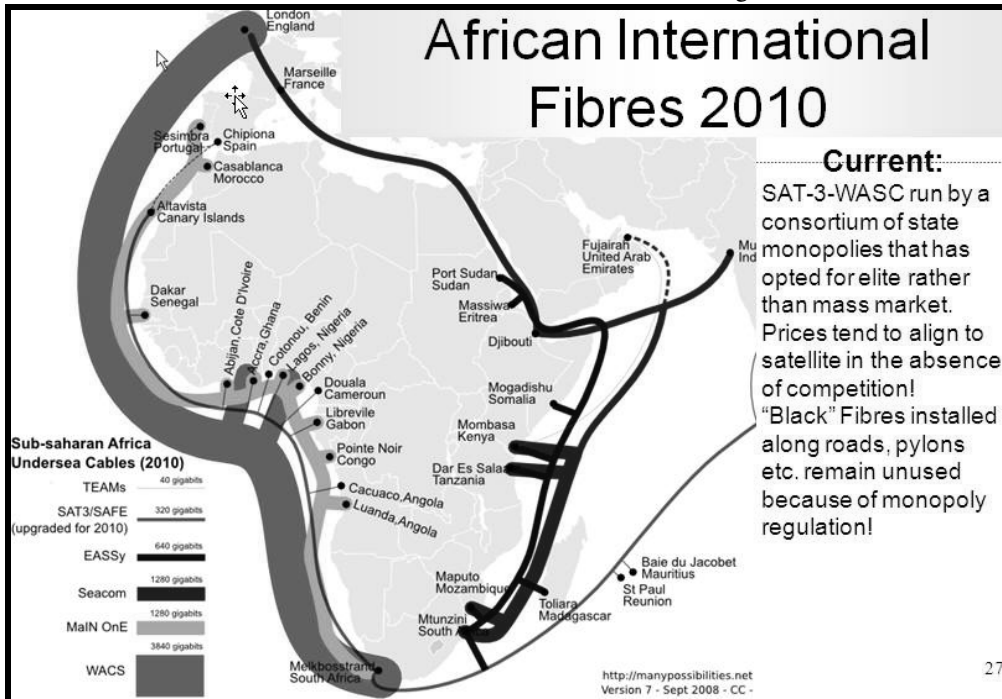 African International
Fibres 2010
Current:
SAT-3-WASC run by a
consortium of state
monopolies that has
opted for elite rather
than mass market.
Prices tend to align to
satellite in the absence
of competition!
“Black” Fibres installed
along roads, pylons
etc. remain unused
because of monopoly
regulation!
London
England
Marseille
France
Sesimbra
Portugal
Chipiona
Spain
Casablanca
Morocco
Altavista
Canary Islands
Dakar
Senegal
Abijan,Cote D'Ivoire
Accra,Ghana
Cotonou, Benin
Lagos, Nigeria
Bonny, Nigeria
Douala
Cameroun
Libreville
Gabon
Pointe Noir
Congo
Cacuaco,Angola
Luanda,Angola
Fujairah
United Arab
Emirates
Port Sudan
Sudan
Massiwa
Eritrea
Djibouti
Mogadishu
Somalia
Mombasa
Kenya
Dar Es Salaa
Tanzania
Maputo
Mozambique
Toliara
Madagascar
Mtunzini
South Africa
Baie du Jacobet
Mauritius
St Paul
Reunion
Melkbosstrand
South Africa
Sub-saharan Africa
Undersea Cables (2010)
TEAMs 40 gigabits
SAT3/SAFE 320 gigabits
(upgraded for 2010)
EASSy 640 gigabits
Seacom 1280 gigabits
MaIN OnE 1280 gigabits
WACS 3840 gigabits
http://manypossibilities.net
Version 7 - Sept 2008 - CC -
27